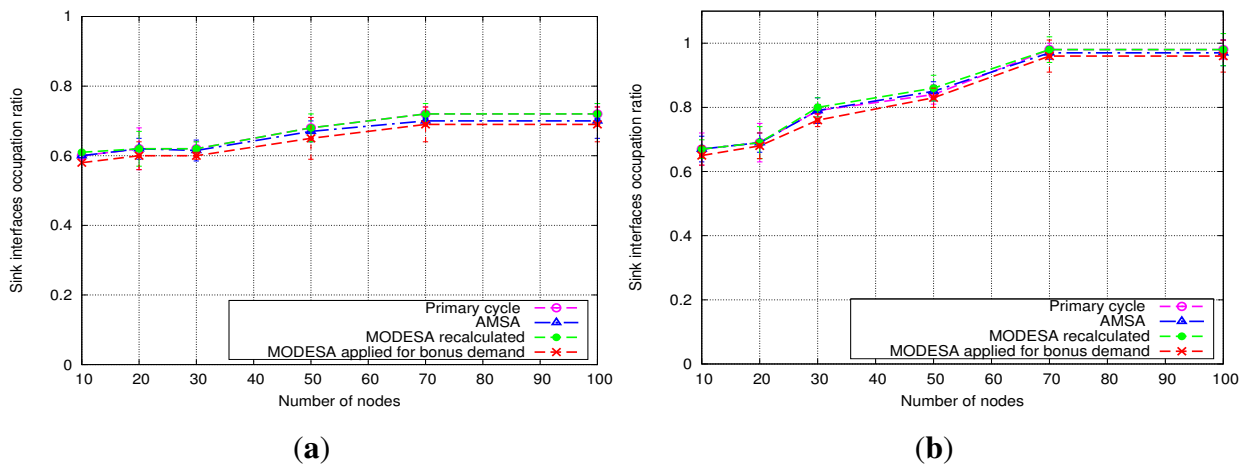 1
0.8
0.6
0.4
0.2
0
10 20 30 40 50 60 70 80 90 100
Sink interfaces occupation ratio
Number of nodes
Primary cycle
AMSA
MODESA recalculated
MODESA applied for bonus demand
(a)
1
0.8
0.6
0.4
0.2
0
10 20 30 40 50 60 70 80 90 100
Sink interfaces occupation ratio
Number of nodes
Primary cycle
AMSA
MODESA recalculated
MODESA applied for bonus demand
(b)